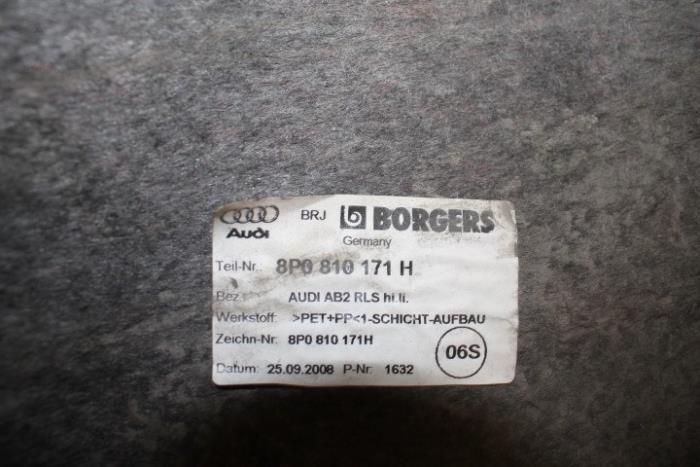 BRJ BORGERS
Audi Germany
Teil-Nr.: 8P0 810 171 H
Bez.: AUDI AB2 RLS hi li.
Werkstoff: >PET+PP<1-SCHICHT-AUFBAU
Zeichn-Nr: 8P0 810 171H
06S
Datum: 25.09.2008 P-Nr: 1632